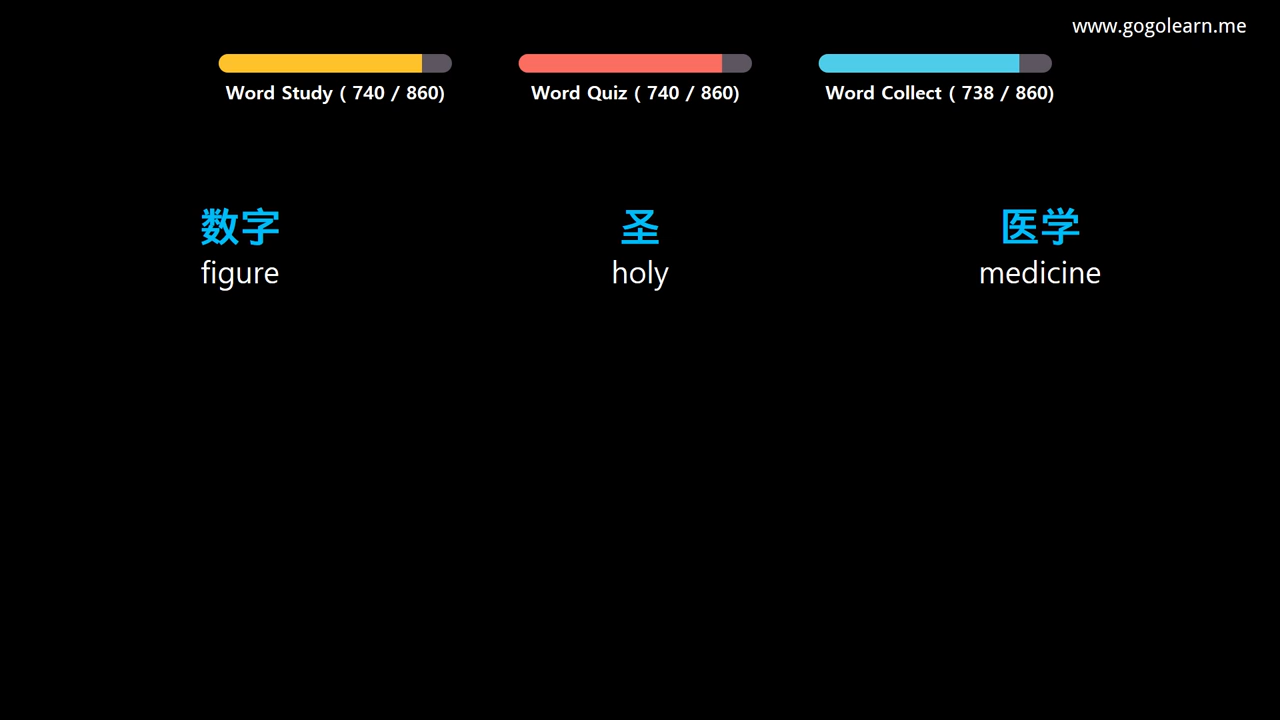 www.gogolearn.me
Word Study ( 740 / 860)
Word Quiz ( 740 / 860)
Word Collect ( 738 / 860)
数字
figure
圣
holy
医学
medicine